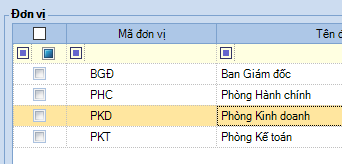 Đơn vị
Mã đơn vị Tên đ
BGĐ Ban Giám đốc
PHC Phòng Hành chính
PKD Phòng Kinh doanh
PKT Phòng Kế toán